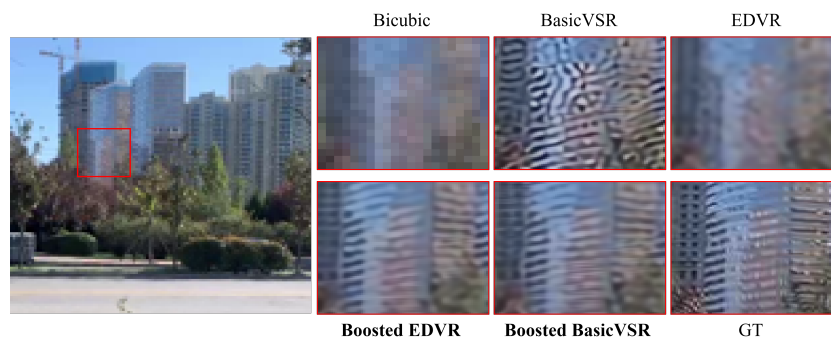 Bicubic
BasicVSR
EDVR
Boosted EDVR
Boosted BasicVSR
GT